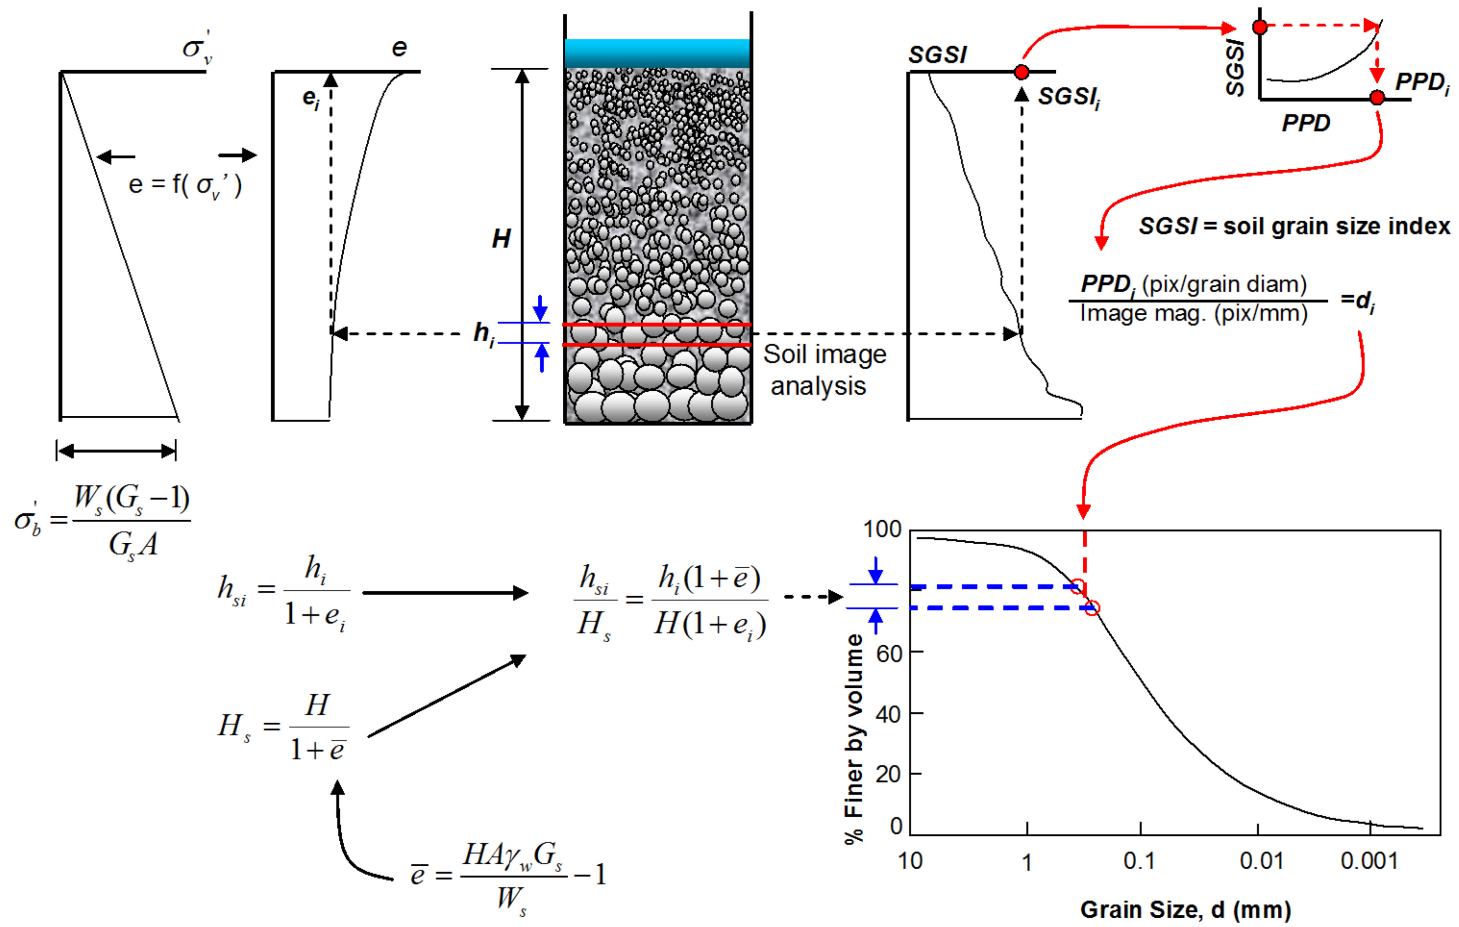 σ'v
e
ei
e = f( σv’ )
H
hi
Soil image
analysis
SGSI
SGSIi
SGSI
PPD
PPDi
SGSI = soil grain size index
PPDi (pix/grain diam)
Image mag. (pix/mm)
=di
σ'b = Ws(Gs −1) / GsA
hsi = hi / 1+ei
hsi / Hs = hi(1+e̅) / H(1+ei)
Hs = H / 1+e̅
e̅ = HAγwGs / Ws −1
% Finer by volume
100
60
40
20
0
10
1
0.1
0.01
0.001
Grain Size, d (mm)